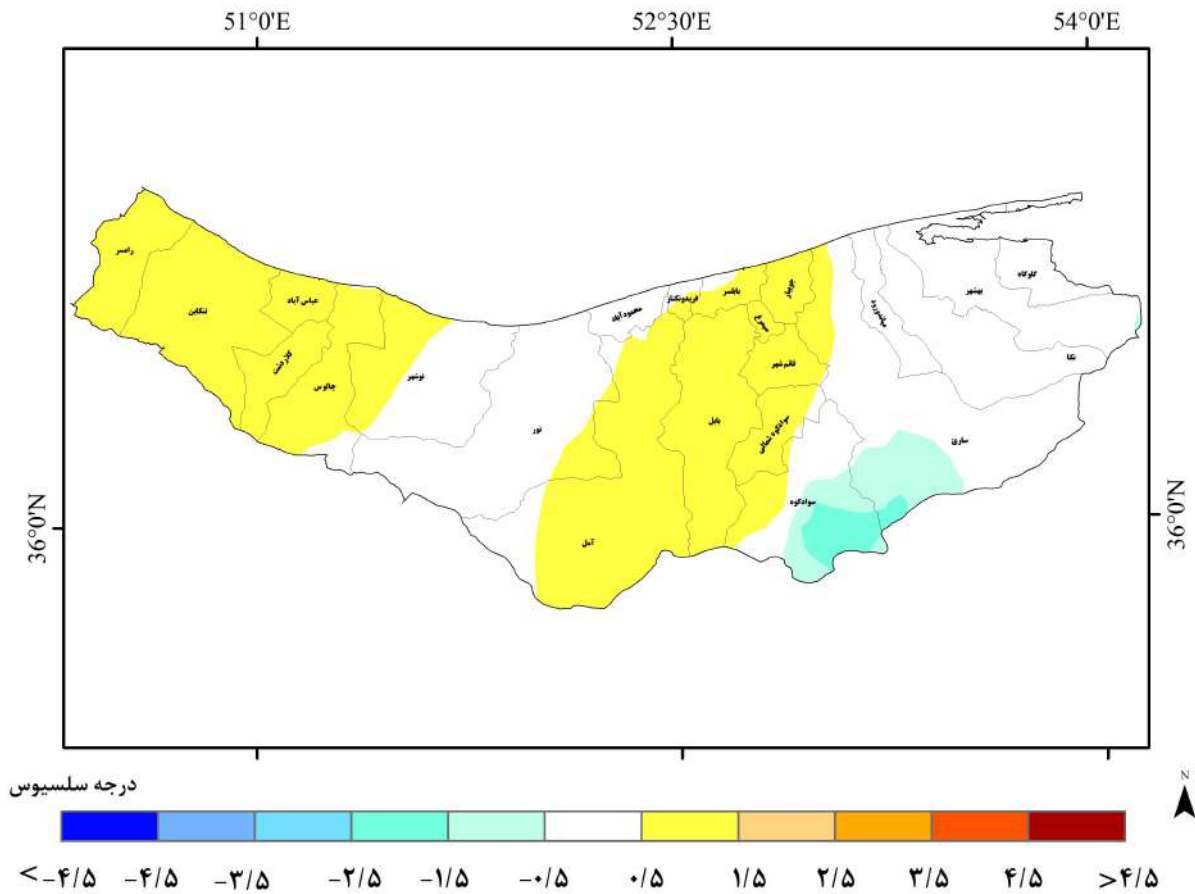 51°0'E 52°30'E 54°0'E
رامسر
تنکابن
عباس آباد
کلاردشت
چالوس
نوشهر
نور
محمودآباد
فریدونکنار
بابلسر
جویبار
سیمرغ
قائم شهر
بابل
سوادکوه شمالی
آمل
سوادکوه
ساری
میاندورود
بهشهر
گلوگاه
نکا
36°0'N 36°0'N
درجه سلسیوس
N
<-۴/۵ -۴/۵ -۳/۵ -۲/۵ -۱/۵ -۰/۵ ۰/۵ ۱/۵ ۲/۵ ۳/۵ ۴/۵ >۴/۵